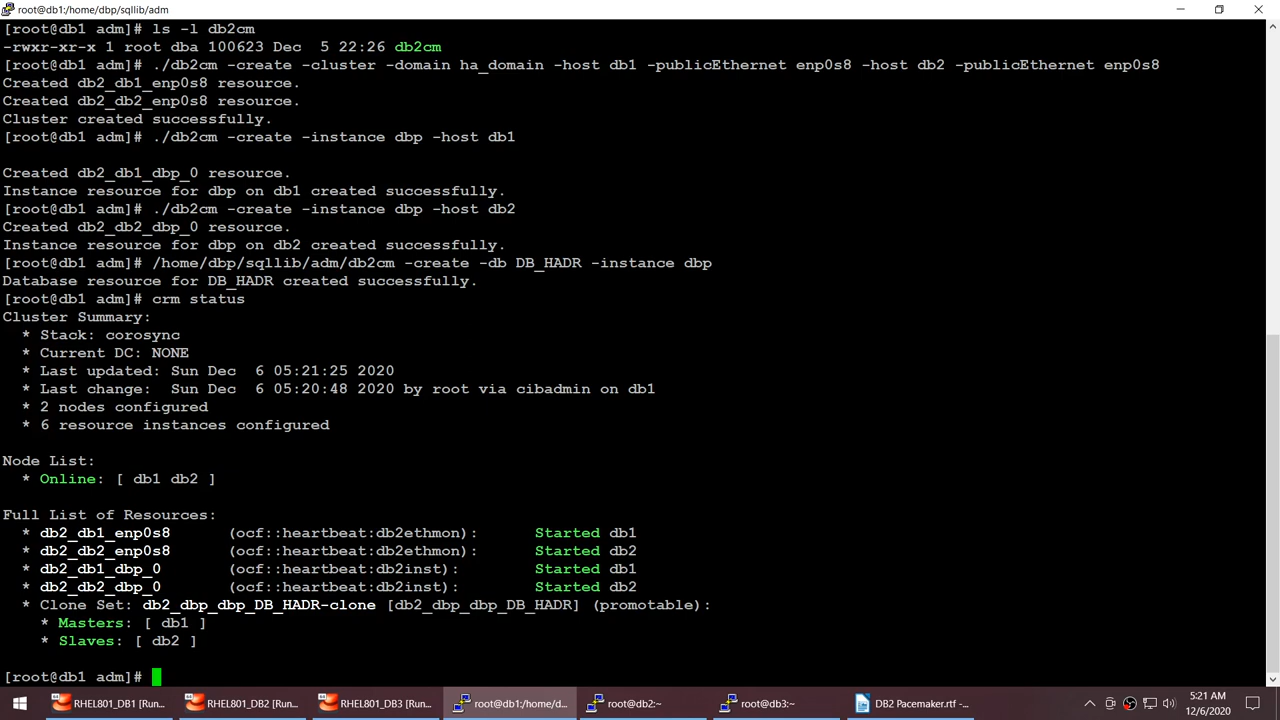 root@db1:/home/dbp/sqllib/adm
[root@db1 adm]# ls -l db2cm
-rwxr-xr-x 1 root dba 100623 Dec  5 22:26 db2cm
[root@db1 adm]# ./db2cm -create -cluster -domain ha_domain -host db1 -publicEthernet enp0s8 -host db2 -publicEthernet enp0s8
Created db2_db1_enp0s8 resource.
Created db2_db2_enp0s8 resource.
Cluster created successfully.
[root@db1 adm]# ./db2cm -create -instance dbp -host db1
Created db2_db1_dbp_0 resource.
Instance resource for dbp on db1 created successfully.
[root@db1 adm]# ./db2cm -create -instance dbp -host db2
Created db2_db2_dbp_0 resource.
Instance resource for dbp on db2 created successfully.
[root@db1 adm]# /home/dbp/sqllib/adm/db2cm -create -db DB_HADR -instance dbp
Database resource for DB_HADR created successfully.
[root@db1 adm]# crm status
Cluster Summary:
  * Stack: corosync
  * Current DC: NONE
  * Last updated: Sun Dec  6 05:21:25 2020
  * Last change:  Sun Dec  6 05:20:48 2020 by root via cibadmin on db1
  * 2 nodes configured
  * 6 resource instances configured
Node List:
  * Online: [ db1 db2 ]
Full List of Resources:
  * db2_db1_enp0s8      (ocf::heartbeat:db2ethmon):      Started db1
  * db2_db2_enp0s8      (ocf::heartbeat:db2ethmon):      Started db2
  * db2_db1_dbp_0       (ocf::heartbeat:db2inst):        Started db1
  * db2_db2_dbp_0       (ocf::heartbeat:db2inst):        Started db2
  * Clone Set: db2_dbp_dbp_DB_HADR-clone [db2_dbp_dbp_DB_HADR] (promotable):
    * Masters: [ db1 ]
    * Slaves: [ db2 ]
[root@db1 adm]#
RHEL801_DB1 [Run... RHEL801_DB2 [Run... RHEL801_DB3 [Run... root@db1:/home/d... root@db2:~ root@db3:~ DB2 Pacemaker.rtf -... 5:21 AM
12/6/2020